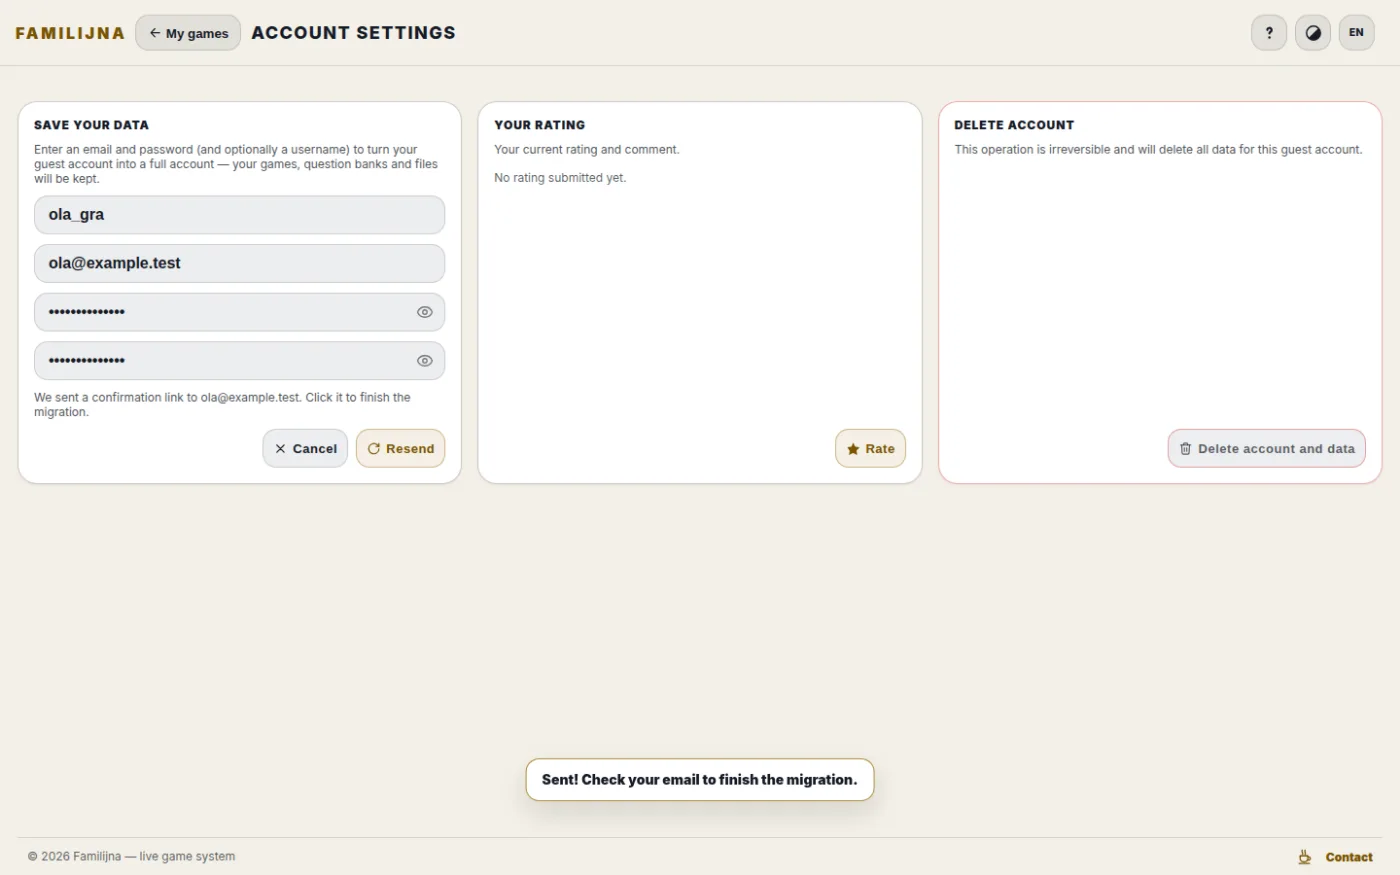 FAMILIJNA
My games
ACCOUNT SETTINGS
?
EN
SAVE YOUR DATA
Enter an email and password (and optionally a username) to turn your
guest account into a full account — your games, question banks and files
will be kept.
ola_gra
ola@example.test
••••••••••••••
••••••••••••••
We sent a confirmation link to ola@example.test. Click it to finish the
migration.
Cancel
Resend
YOUR RATING
Your current rating and comment.
No rating submitted yet.
Rate
DELETE ACCOUNT
This operation is irreversible and will delete all data for this guest account.
Delete account and data
Sent! Check your email to finish the migration.
© 2026 Familijna — live game system
Contact